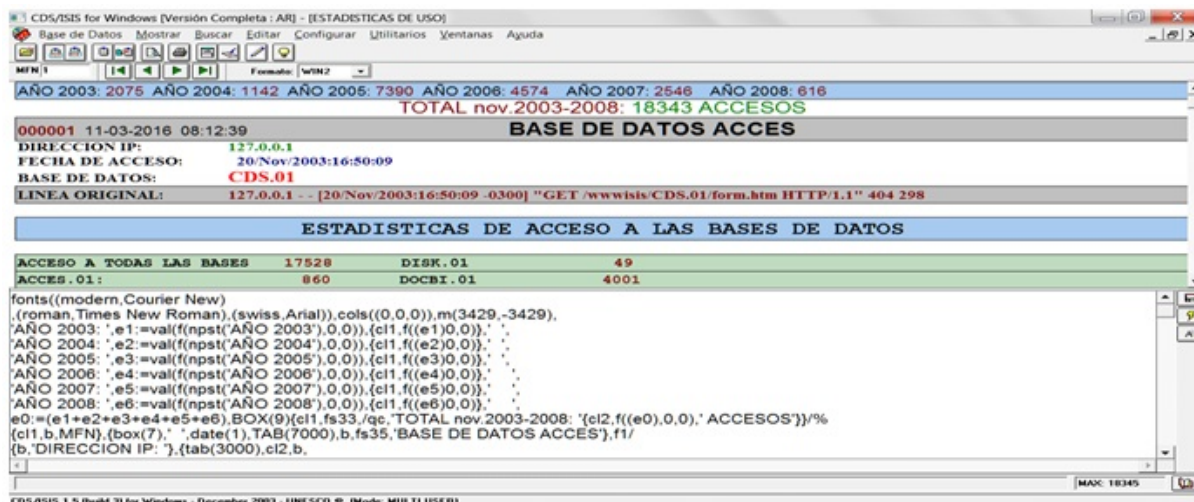 CDS/ISIS for Windows [Versión Completa : AR] - [ESTADISTICAS DE USO]
Base de Datos Mostrar Buscar Editar Configurar Utilitarios Ventanas Ayuda
MFN 1 Formato: WIN2
AÑO 2003: 2075 AÑO 2004: 1142 AÑO 2005: 7390 AÑO 2006: 4574 AÑO 2007: 2546 AÑO 2008: 616
TOTAL nov.2003-2008: 18343 ACCESOS
000001 11-03-2016 08:12:39 BASE DE DATOS ACCES
DIRECCION IP: 127.0.0.1
FECHA DE ACCESO: 20/Nov/2003:16:50:09
BASE DE DATOS: CDS.01
LINEA ORIGINAL: 127.0.0.1 - - [20/Nov/2003:16:50:09 -0300] "GET /wwwisis/CDS.01/form.htm HTTP/1.1" 404 298
ESTADISTICAS DE ACCESO A LAS BASES DE DATOS
ACCESO A TODAS LAS BASES 17528 DISK.01 49
ACCES.01: 860 DOCBI.01 4001
fonts((modern,Courier New)
,(roman,Times New Roman),(swiss,Arial)),cols((0,0,0)),m(3429,-3429),
'AÑO 2003: ',e1:=val(f(npst('AÑO 2003'),0,0)),{cl1,f((e1)0,0)},' ',
'AÑO 2004: ',e2:=val(f(npst('AÑO 2004'),0,0)),{cl1,f((e2)0,0)},' ',
'AÑO 2005: ',e3:=val(f(npst('AÑO 2005'),0,0)),{cl1,f((e3)0,0)},' ',
'AÑO 2006: ',e4:=val(f(npst('AÑO 2006'),0,0)),{cl1,f((e4)0,0)},' ',
'AÑO 2007: ',e5:=val(f(npst('AÑO 2007'),0,0)),{cl1,f((e5)0,0)},' ',
'AÑO 2008: ',e6:=val(f(npst('AÑO 2008'),0,0)),{cl1,f((e6)0,0)},' '
e0:=(e1+e2+e3+e4+e5+e6),BOX(9){cl1,fs33,/qc,'TOTAL nov.2003-2008: '{cl2,f((e0),0,0),' ACCESOS'}}/%
{cl1,b,MFN},{box(7),' ',date(1),TAB(7000),b,fs35,'BASE DE DATOS ACCES'},f1/
{b,'DIRECCION IP: '},{tab(3000),cl2,b,
MAX: 18345
CDS/ISIS 1.5 (build 3) for Windows - December 2003 - UNESCO ©. (Mode: MULTI USER)